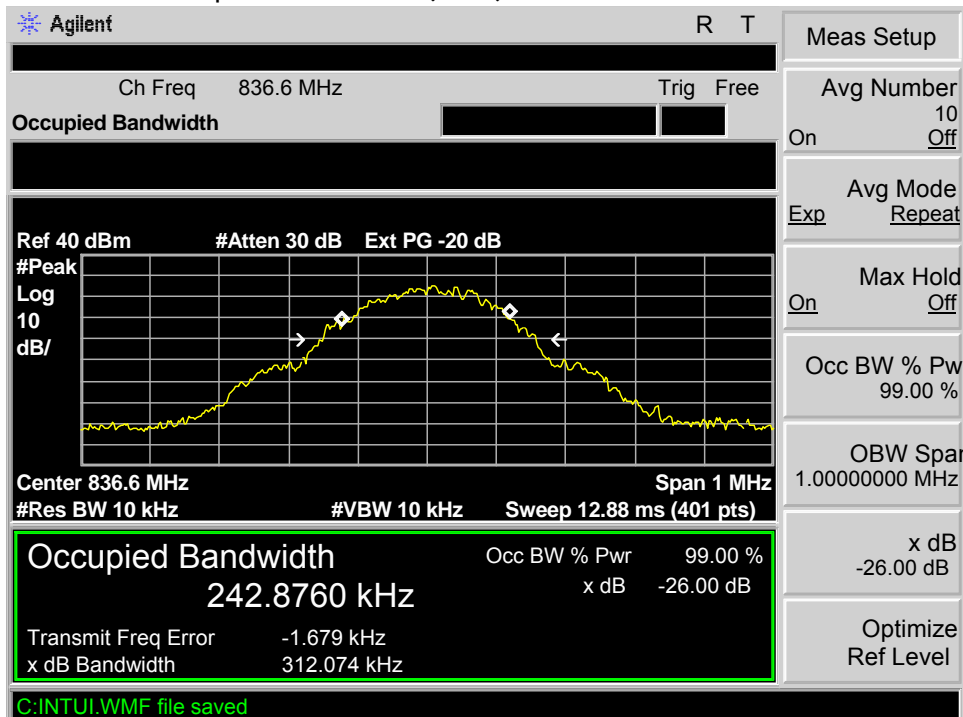 Agilent R T
Ch Freq 836.6 MHz Trig Free
Occupied Bandwidth
Ref 40 dBm #Atten 30 dB Ext PG -20 dB
#Peak
Log
10
dB/
Center 836.6 MHz Span 1 MHz
#Res BW 10 kHz #VBW 10 kHz Sweep 12.88 ms (401 pts)
Occupied Bandwidth
242.8760 kHz
Occ BW % Pwr 99.00 %
x dB -26.00 dB
Transmit Freq Error -1.679 kHz
x dB Bandwidth 312.074 kHz
C:INTUI.WMF file saved
Meas Setup
Avg Number
10
On Off
Avg Mode
Exp Repeat
Max Hold
On Off
Occ BW % Pw
99.00 %
OBW Spa
1.00000000 MHz
x dB
-26.00 dB
Optimize
Ref Level